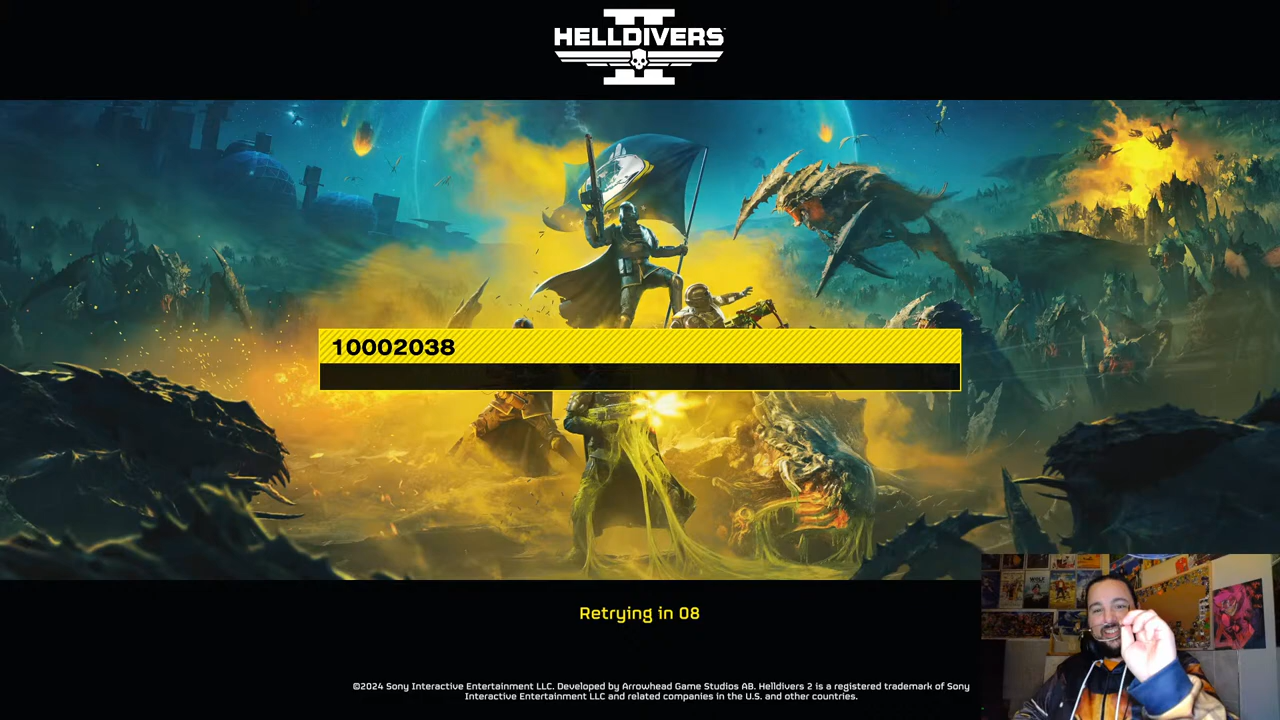 HELLDIVERS
II
10002038
Retrying in 08
©2024 Sony Interactive Entertainment LLC. Developed by Arrowhead Game Studios AB. Helldivers 2 is a registered trademark of Sony
Interactive Entertainment LLC and related companies in the U.S. and other countries.